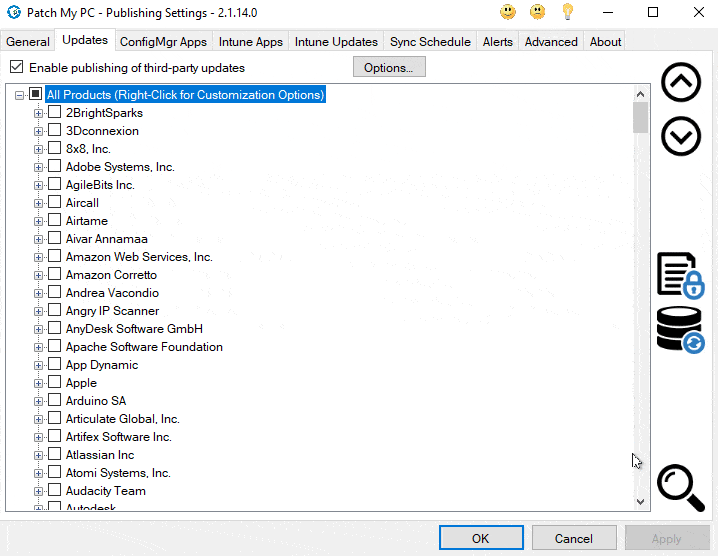 Patch My PC - Publishing Settings - 2.1.14.0
General Updates ConfigMgr Apps Intune Apps Intune Updates Sync Schedule Alerts Advanced About
Enable publishing of third-party updates Options...
All Products (Right-Click for Customization Options)
2BrightSparks
3Dconnexion
8x8, Inc.
Adobe Systems, Inc.
AgileBits Inc.
Aircall
Airtame
Aivar Annamaa
Amazon Web Services, Inc.
Amazon Corretto
Andrea Vacondio
Angry IP Scanner
AnyDesk Software GmbH
Apache Software Foundation
App Dynamic
Apple
Arduino SA
Articulate Global, Inc.
Artifex Software Inc.
Atlassian Inc
Atomi Systems, Inc.
Audacity Team
Autodesk
OK Cancel Apply